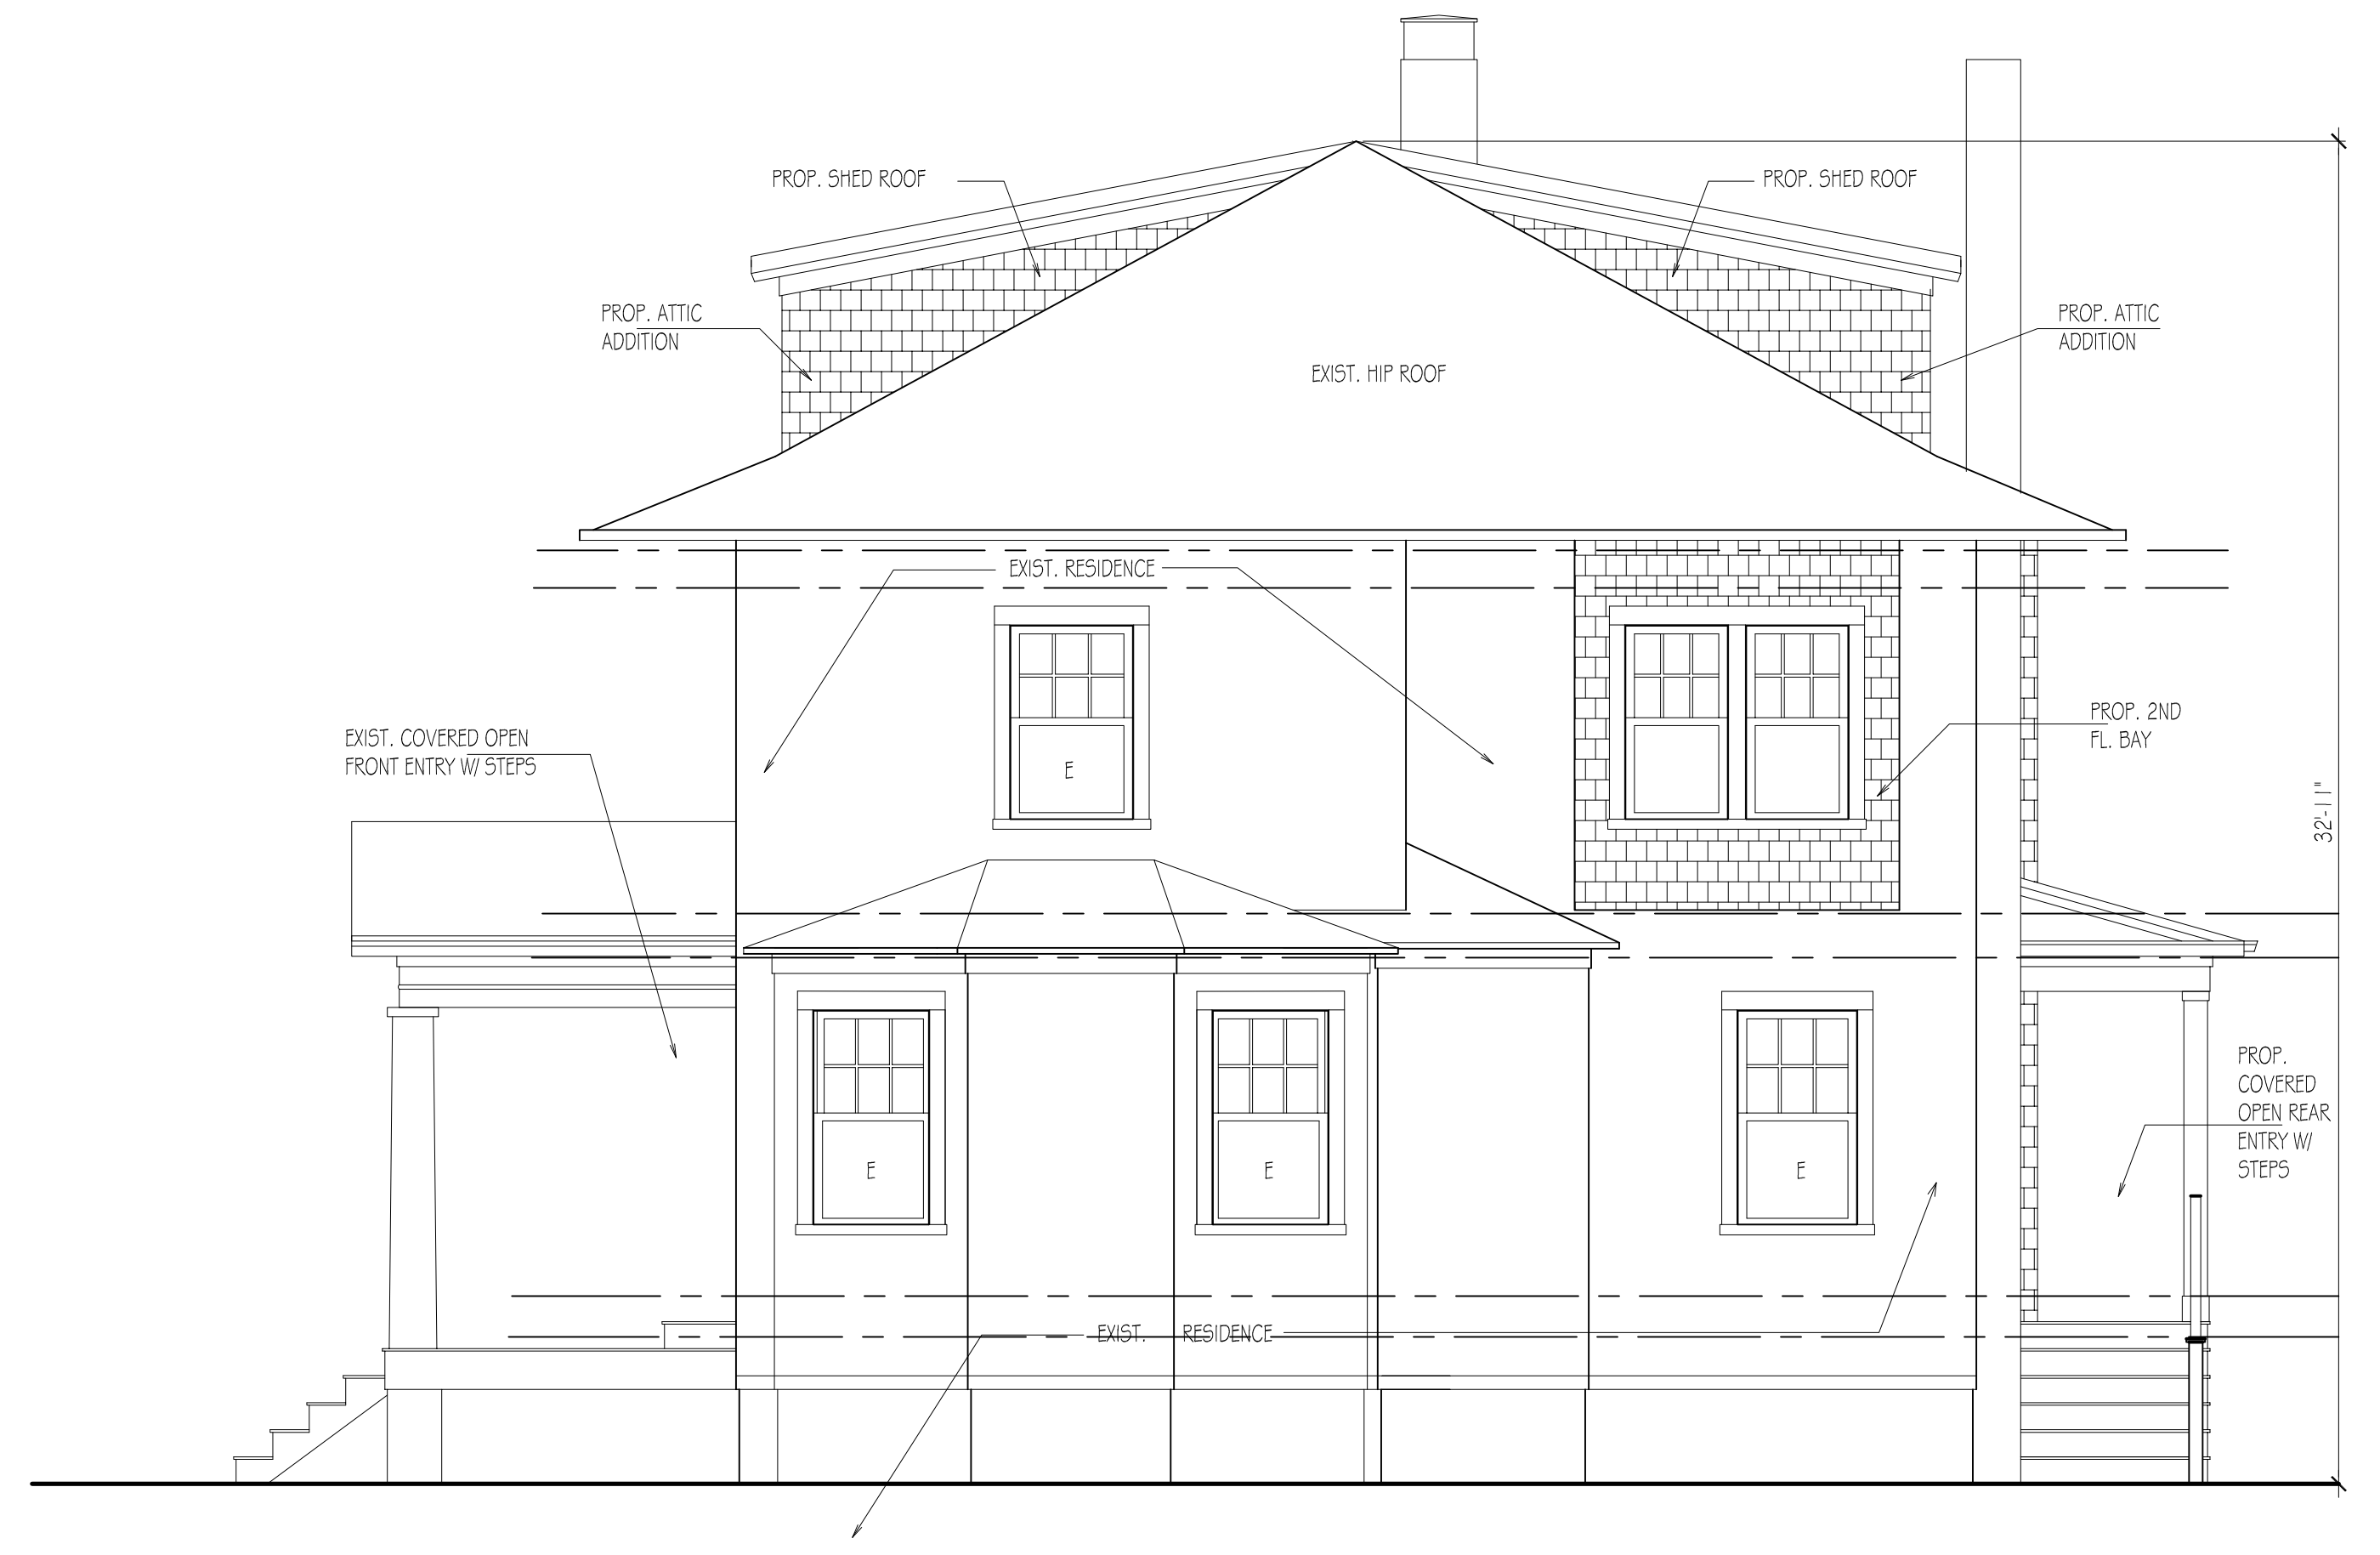 PROP. SHED ROOF
PROP. SHED ROOF
PROP. ATTIC
ADDITION
PROP. ATTIC
ADDITION
EXIST. HIP ROOF
EXIST. RESIDENCE
EXIST. COVERED OPEN
FRONT ENTRY W/ STEPS
E
PROP. 2ND
FL. BAY
32'-11"
PROP.
COVERED
OPEN REAR
ENTRY W/
STEPS
E
E
E
EXIST. RESIDENCE